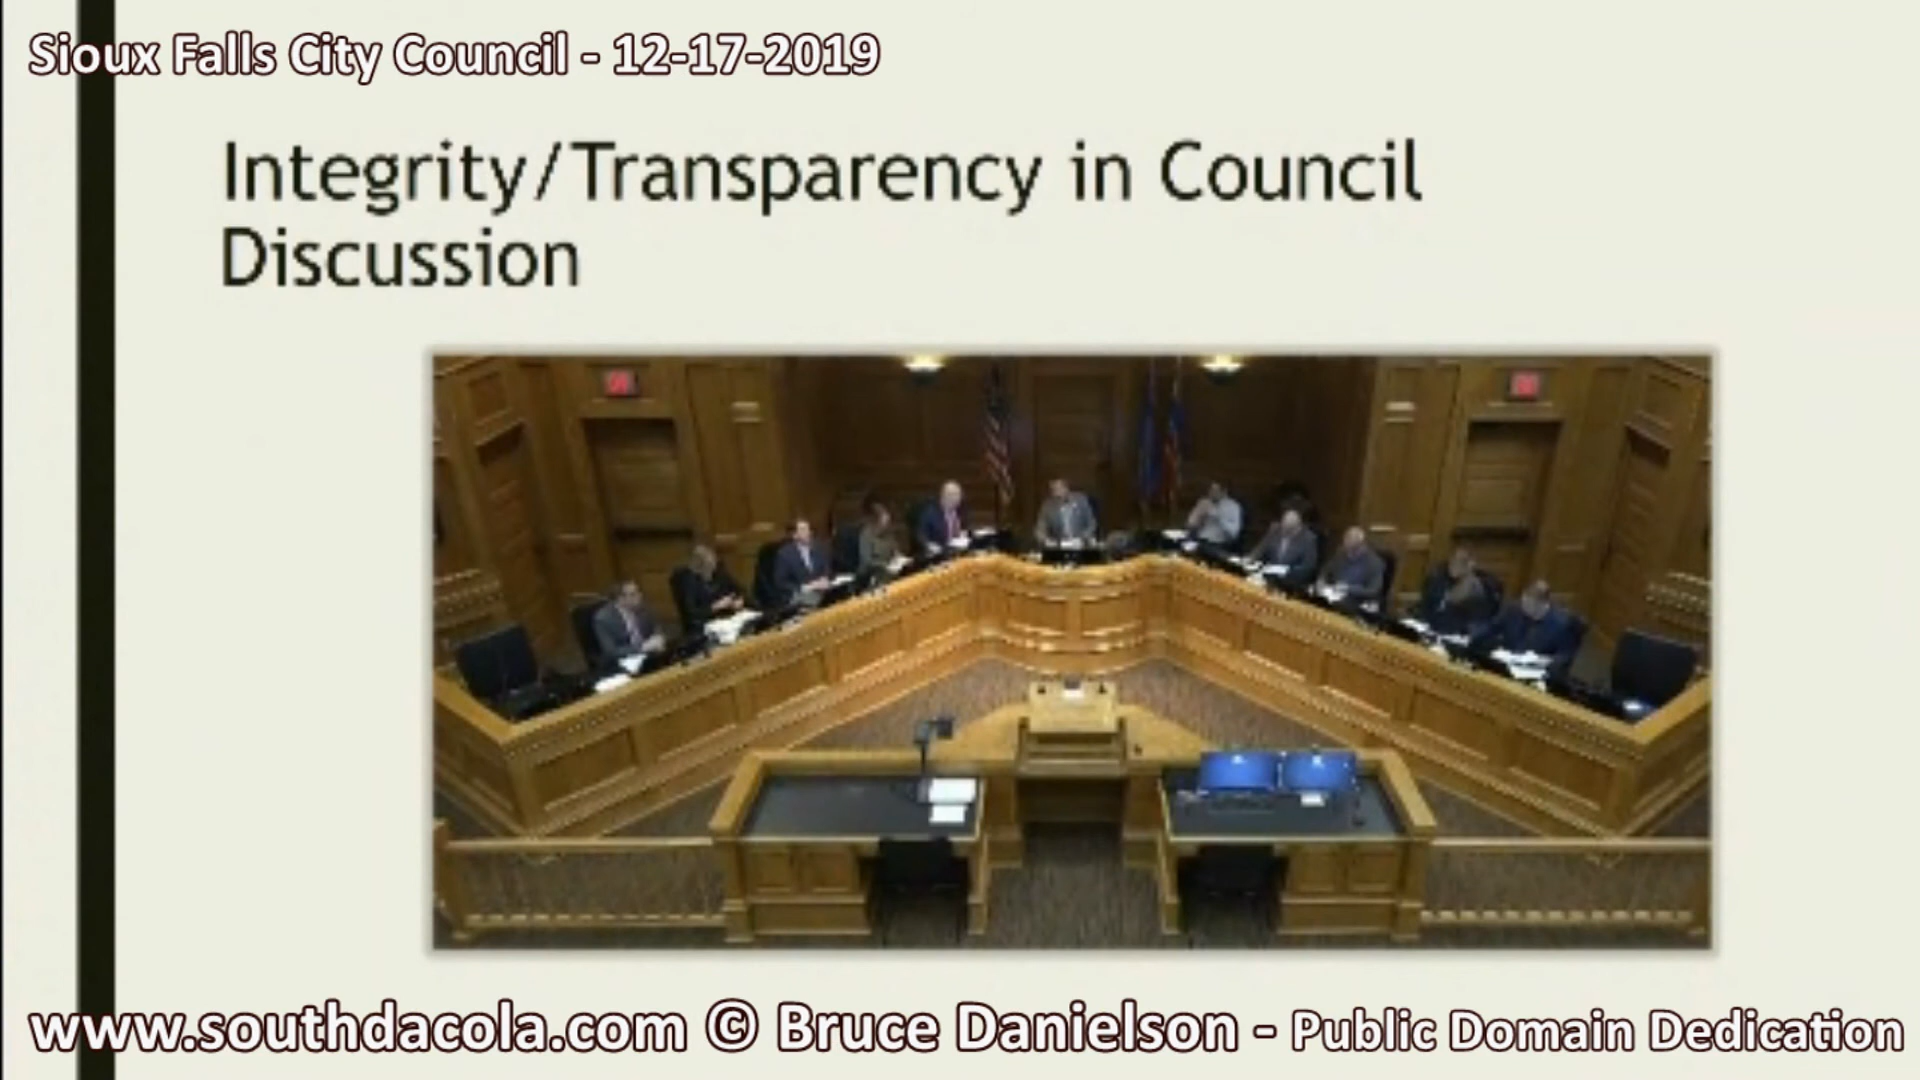 Sioux Falls City Council - 12-17-2019
Integrity/Transparency in Council
Discussion
www.southdacola.com © Bruce Danielson - Public Domain Dedication